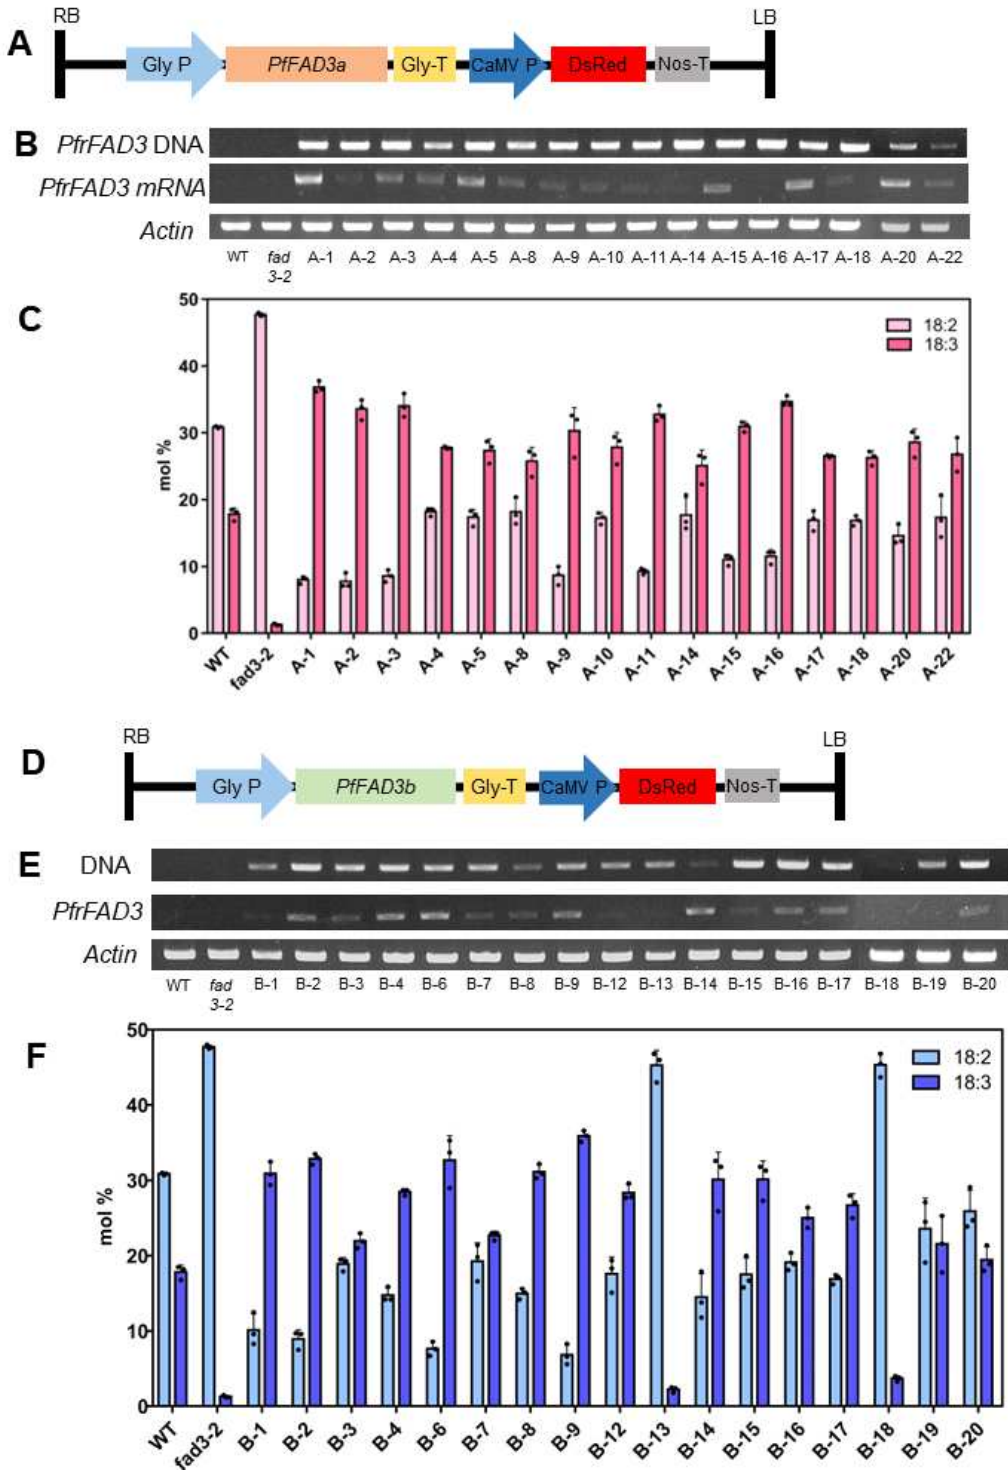 RB LB
A
Gly P PfFAD3a Gly-T CaMV P DsRed Nos-T
B
PfrFAD3 DNA
PfrFAD3 mRNA
Actin
WT fad 3-2 A-1 A-2 A-3 A-4 A-5 A-8 A-9 A-10 A-11 A-14 A-15 A-16 A-17 A-18 A-20 A-22
C
50
40
30
20
10
0
mol %
18:2
18:3
WT fad3-2 A-1 A-2 A-3 A-4 A-5 A-8 A-9 A-10 A-11 A-14 A-15 A-16 A-17 A-18 A-20 A-22
RB LB
D
Gly P PfFAD3b Gly-T CaMV P DsRed Nos-T
E
DNA
PfrFAD3
Actin
WT fad 3-2 B-1 B-2 B-3 B-4 B-6 B-7 B-8 B-9 B-12 B-13 B-14 B-15 B-16 B-17 B-18 B-19 B-20
F
50
40
30
20
10
0
mol %
18:2
18:3
WT fad3-2 B-1 B-2 B-3 B-4 B-6 B-7 B-8 B-9 B-12 B-13 B-14 B-15 B-16 B-17 B-18 B-19 B-20